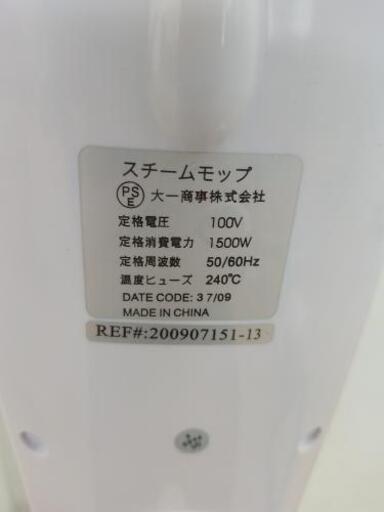 スチームモップ
PSE 大一商事株式会社
定格電圧 100V
定格消費電力 1500W
定格周波数 50/60Hz
温度ヒューズ 240℃
DATE CODE: 3 7/09
MADE IN CHINA
REF#:200907151-13